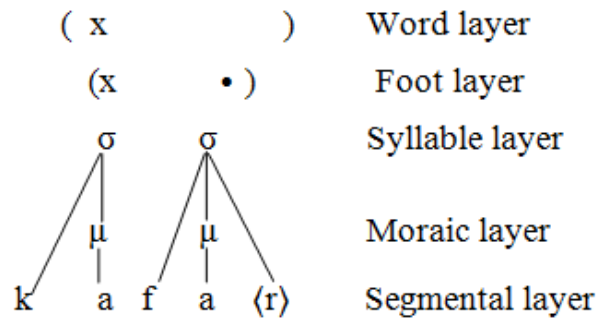 ( x ) Word layer
(x • ) Foot layer
σ σ Syllable layer
μ μ Moraic layer
k a f a ⟨r⟩ Segmental layer